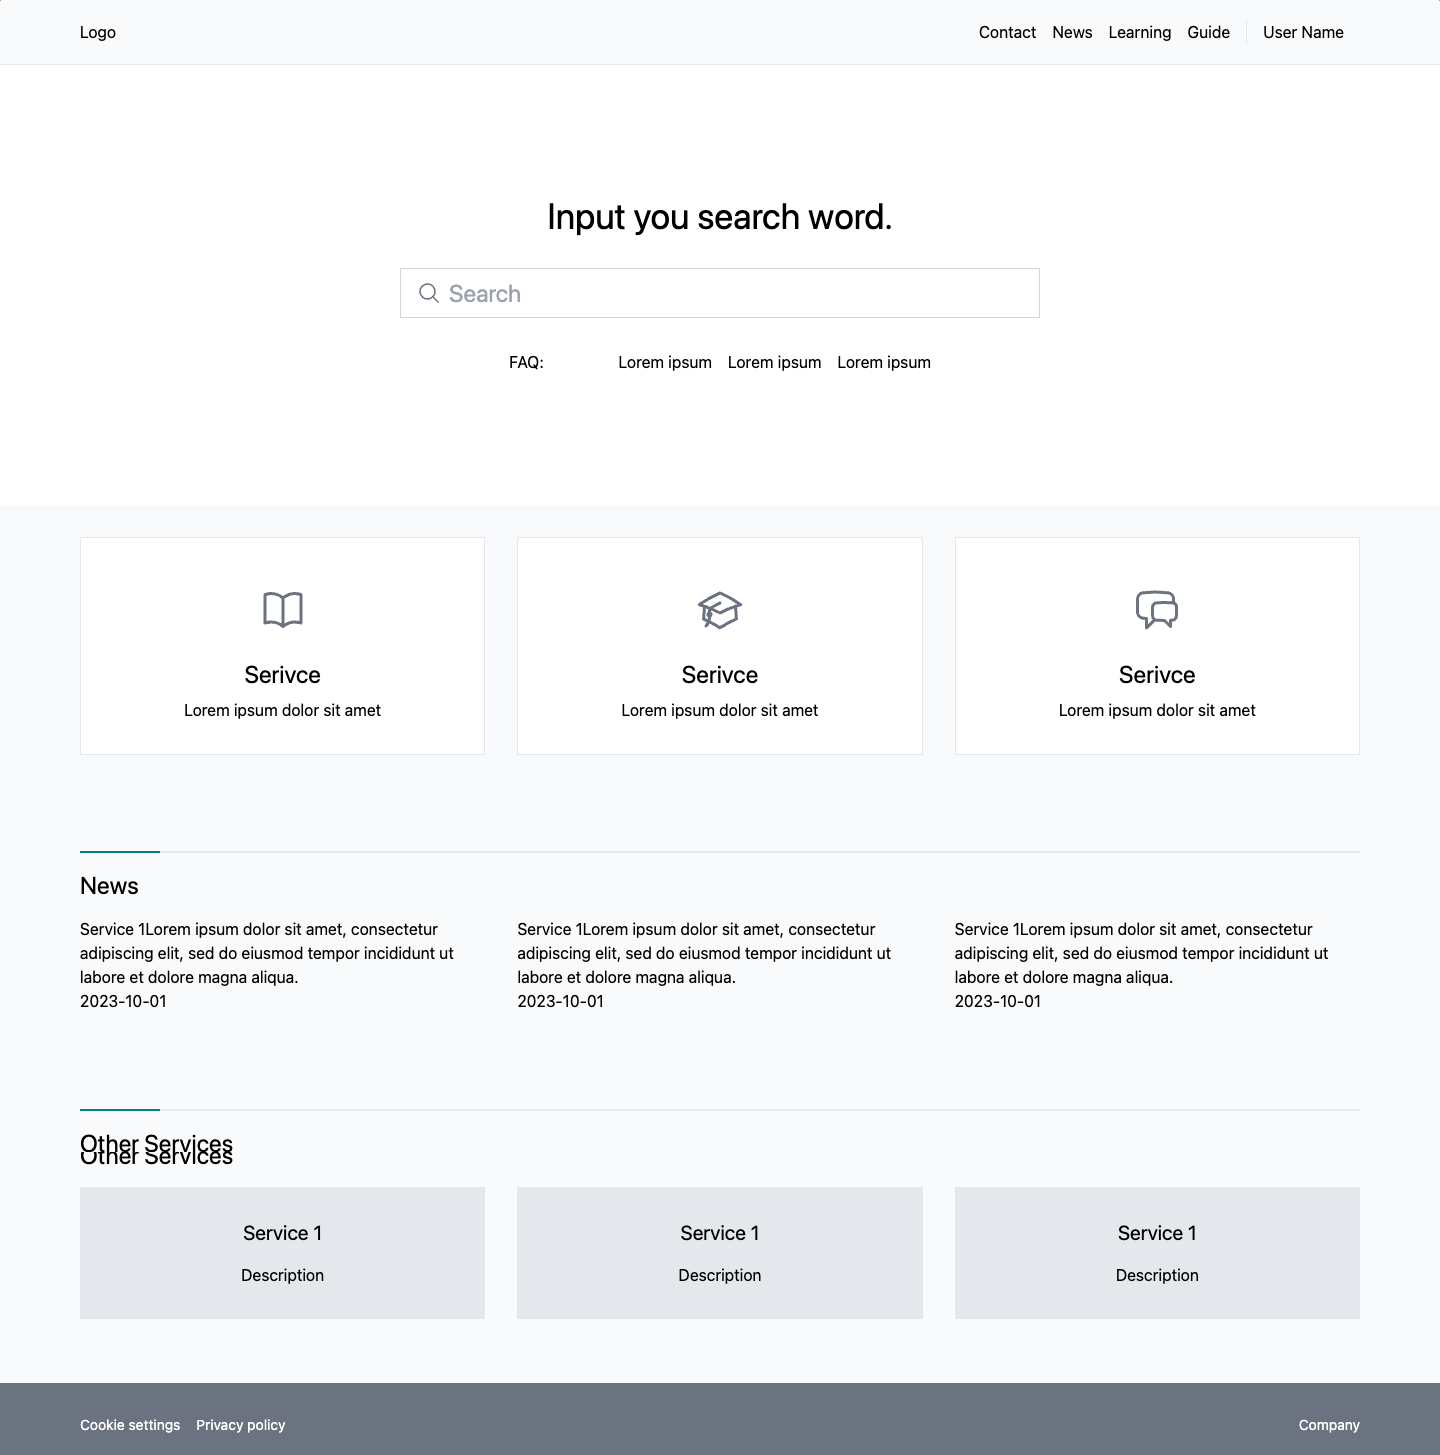 Logo
Contact News Learning Guide User Name
Input you search word.
Search
FAQ: Lorem ipsum Lorem ipsum Lorem ipsum
Serivce
Lorem ipsum dolor sit amet
Serivce
Lorem ipsum dolor sit amet
Serivce
Lorem ipsum dolor sit amet
News
Service 1Lorem ipsum dolor sit amet, consectetur
adipiscing elit, sed do eiusmod tempor incididunt ut
labore et dolore magna aliqua.
2023-10-01
Service 1Lorem ipsum dolor sit amet, consectetur
adipiscing elit, sed do eiusmod tempor incididunt ut
labore et dolore magna aliqua.
2023-10-01
Service 1Lorem ipsum dolor sit amet, consectetur
adipiscing elit, sed do eiusmod tempor incididunt ut
labore et dolore magna aliqua.
2023-10-01
Other Services
Other Services
Service 1
Description
Service 1
Description
Service 1
Description
Cookie settings Privacy policy
Company